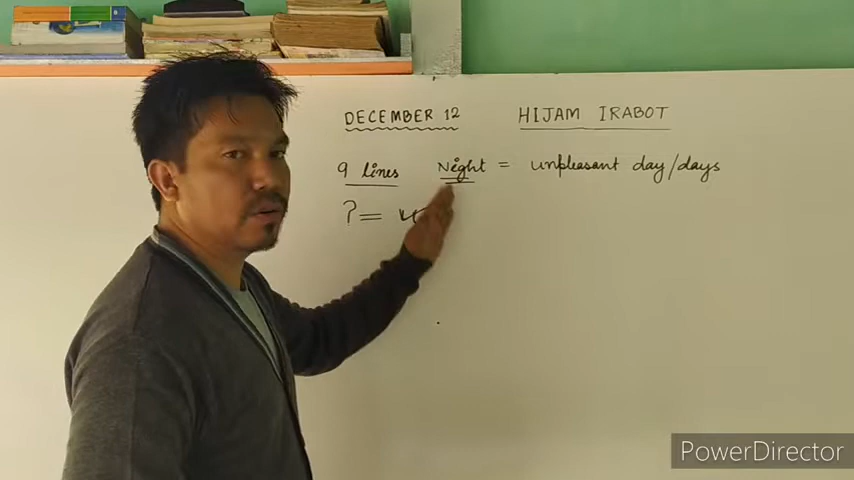 DECEMBER 12 HIJAM IRABOT
9 lines Night = unpleasant day/days
? =
PowerDirector